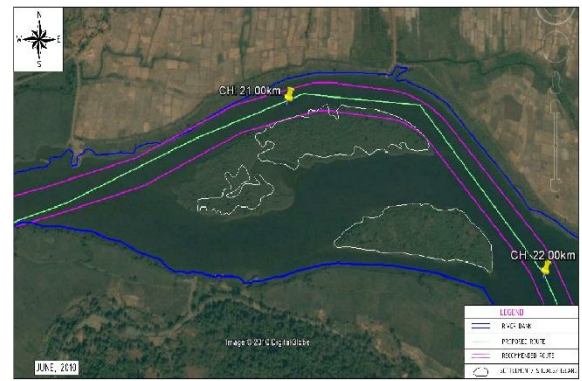 N
W E
S
CH. 21.00km
CH. 22.00km
LEGEND
RIVER BANK
PROPOSED ROUTE
RECOMMENDED ROUTE
Image © 2010 DigitalGlobe
JUNE, 2010